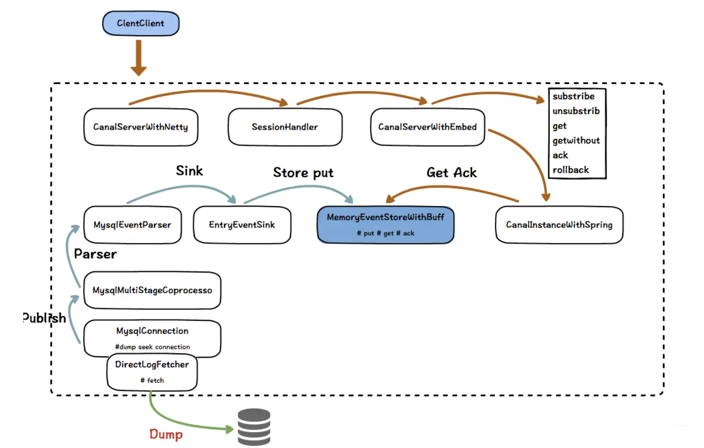 ClentClient
CanalServerWithNetty
SessionHandler
CanalServerWithEmbed
substribe
unsubstrib
get
getwithout
ack
rollback
Sink
Store put
Get Ack
MysqlEventParser
EntryEventSink
MemoryEventStoreWithBuff
# put # get # ack
CanalInstanceWithSpring
Parser
MysqlMultiStageCoprocesso
Publish
MysqlConnection
#dump seek connection
DirectLogFetcher
# fetch
Dump